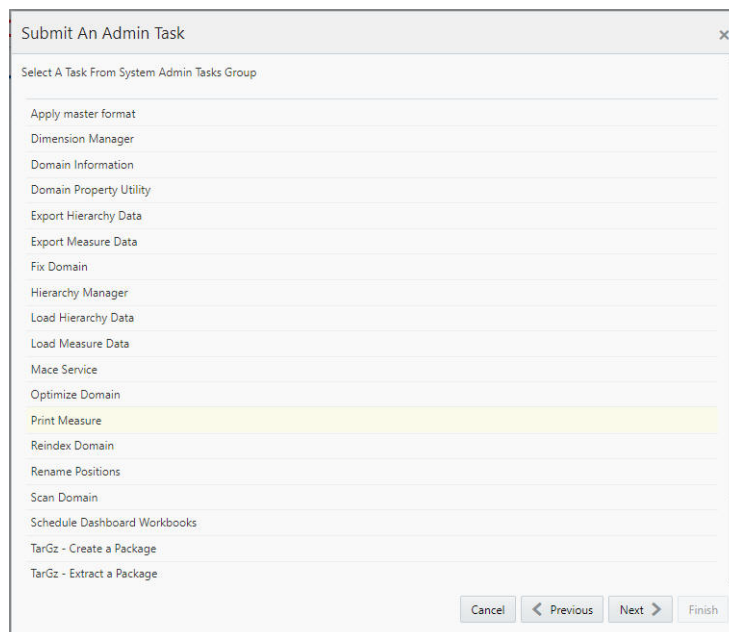 Submit An Admin Task
Select A Task From System Admin Tasks Group
Apply master format
Dimension Manager
Domain Information
Domain Property Utility
Export Hierarchy Data
Export Measure Data
Fix Domain
Hierarchy Manager
Load Hierarchy Data
Load Measure Data
Mace Service
Optimize Domain
Print Measure
Reindex Domain
Rename Positions
Scan Domain
Schedule Dashboard Workbooks
TarGz - Create a Package
TarGz - Extract a Package
Cancel Previous Next Finish